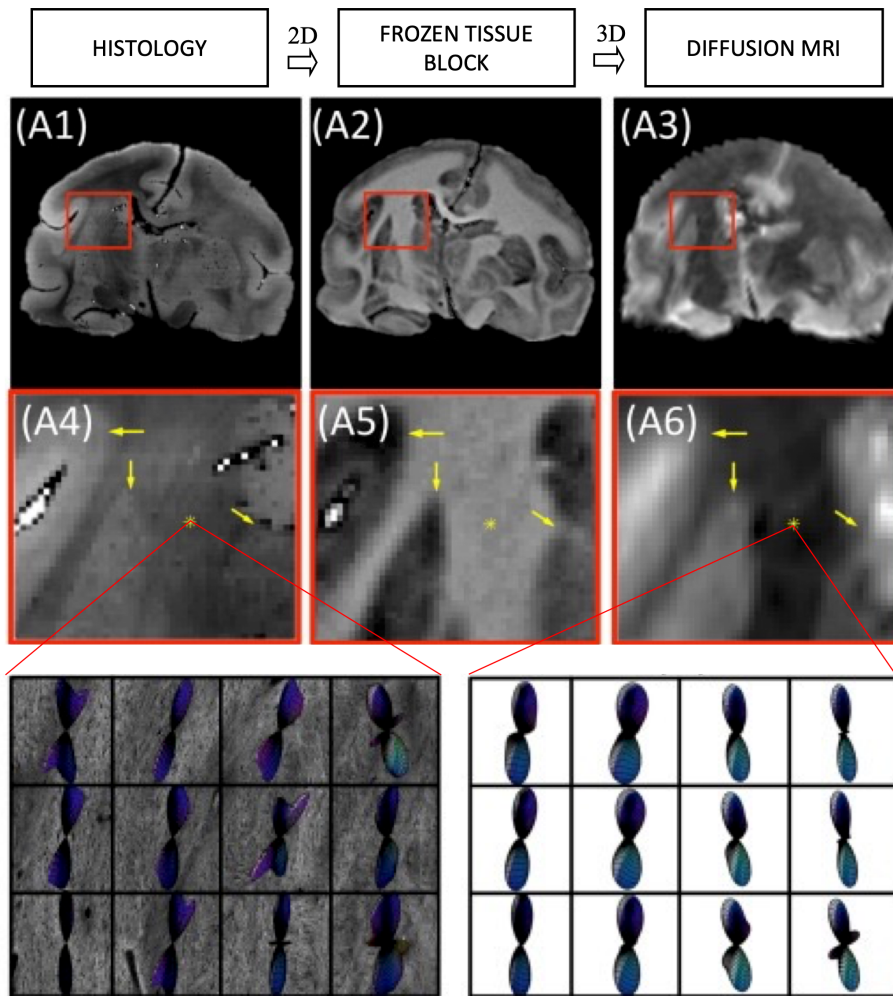 HISTOLOGY
2D
FROZEN TISSUE
BLOCK
3D
DIFFUSION MRI
(A1)
(A2)
(A3)
(A4)
(A5)
(A6)